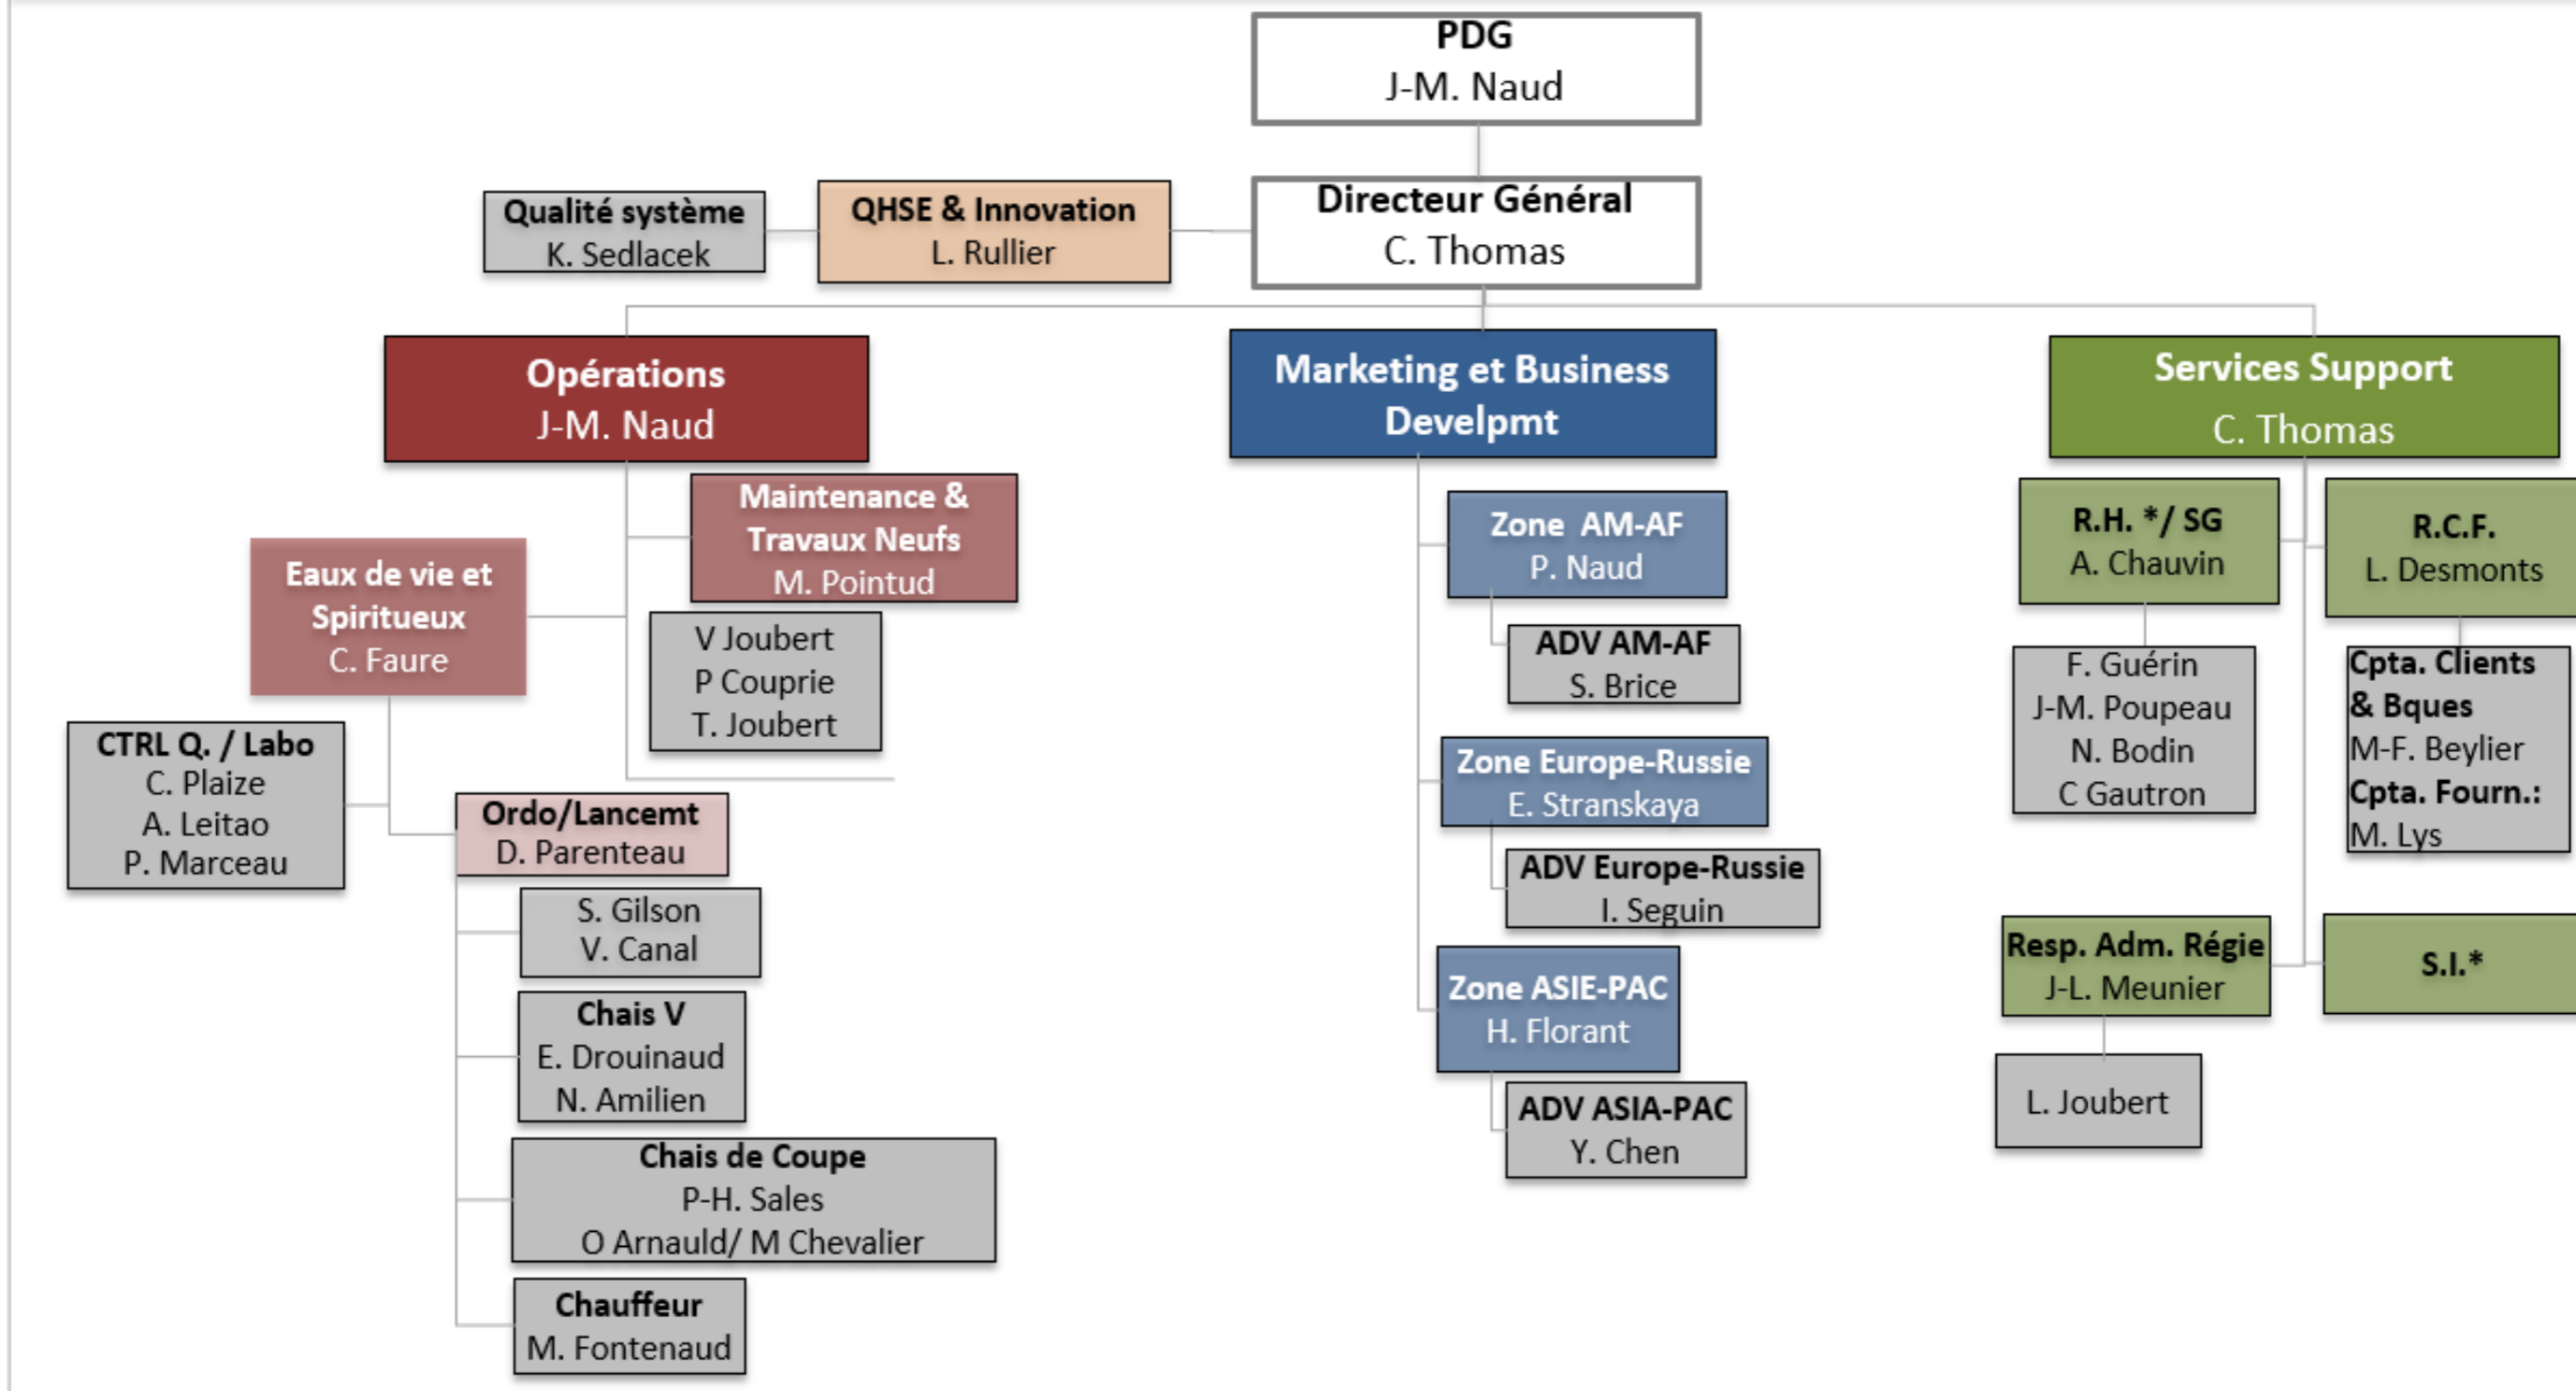 PDG
J-M. Naud
Directeur Général
C. Thomas
QHSE & Innovation
L. Rullier
Qualité système
K. Sedlacek
Opérations
J-M. Naud
Maintenance &
Travaux Neufs
M. Pointud
V Joubert
P Couprie
T. Joubert
Eaux de vie et
Spiritueux
C. Faure
CTRL Q. / Labo
C. Plaize
A. Leitao
P. Marceau
Ordo/Lancemt
D. Parenteau
S. Gilson
V. Canal
Chais V
E. Drouinaud
N. Amilien
Chais de Coupe
P-H. Sales
O Arnauld/ M Chevalier
Chauffeur
M. Fontenaud
Marketing et Business
Develpmt
Zone AM-AF
P. Naud
ADV AM-AF
S. Brice
Zone Europe-Russie
E. Stranskaya
ADV Europe-Russie
I. Seguin
Zone ASIE-PAC
H. Florant
ADV ASIA-PAC
Y. Chen
Services Support
C. Thomas
R.H. */ SG
A. Chauvin
F. Guérin
J-M. Poupeau
N. Bodin
C Gautron
R.C.F.
L. Desmonts
Cpta. Clients
& Bques
M-F. Beylier
Cpta. Fourn.:
M. Lys
Resp. Adm. Régie
J-L. Meunier
L. Joubert
S.I.*